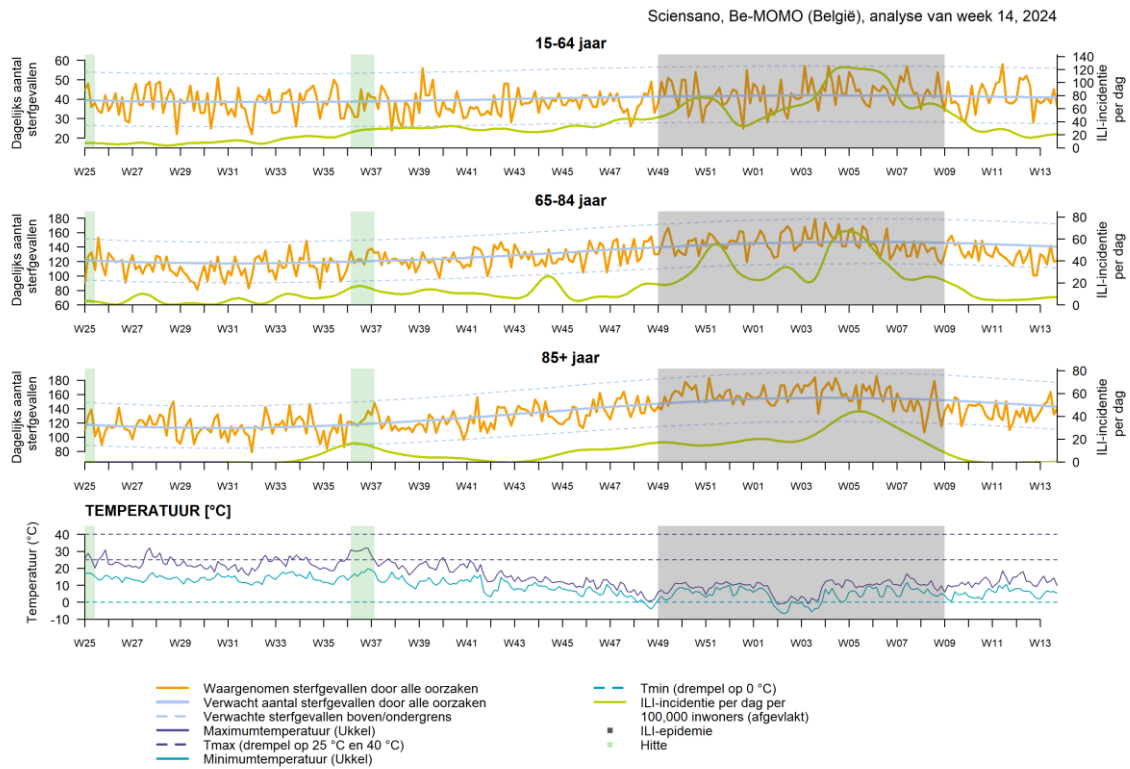 Sciensano, Be-MOMO (België), analyse van week 14, 2024
15-64 jaar
Dagelijks aantal
sterfgevallen
60
50
40
30
20
140
120
100
80
60
40
20
0
ILI-incidentie
per dag
W25 W27 W29 W31 W33 W35 W37 W39 W41 W43 W45 W47 W49 W51 W01 W03 W05 W07 W09 W11 W13
65-84 jaar
Dagelijks aantal
sterfgevallen
180
160
140
120
100
80
60
80
60
40
20
0
ILI-incidentie
per dag
W25 W27 W29 W31 W33 W35 W37 W39 W41 W43 W45 W47 W49 W51 W01 W03 W05 W07 W09 W11 W13
85+ jaar
Dagelijks aantal
sterfgevallen
180
160
140
120
100
80
80
60
40
20
0
ILI-incidentie
per dag
W25 W27 W29 W31 W33 W35 W37 W39 W41 W43 W45 W47 W49 W51 W01 W03 W05 W07 W09 W11 W13
TEMPERATUUR [°C]
Temperatuur (°C)
40
30
20
10
0
-10
W25 W27 W29 W31 W33 W35 W37 W39 W41 W43 W45 W47 W49 W51 W01 W03 W05 W07 W09 W11 W13
Waargenomen sterfgevallen door alle oorzaken
Verwacht aantal sterfgevallen door alle oorzaken
Verwachte sterfgevallen boven/ondergrens
Maximumtemperatuur (Ukkel)
Tmax (drempel op 25 °C en 40 °C)
Minimumtemperatuur (Ukkel)
Tmin (drempel op 0 °C)
ILI-incidentie per dag per
100,000 inwoners (afgevlakt)
ILI-epidemie
Hitte